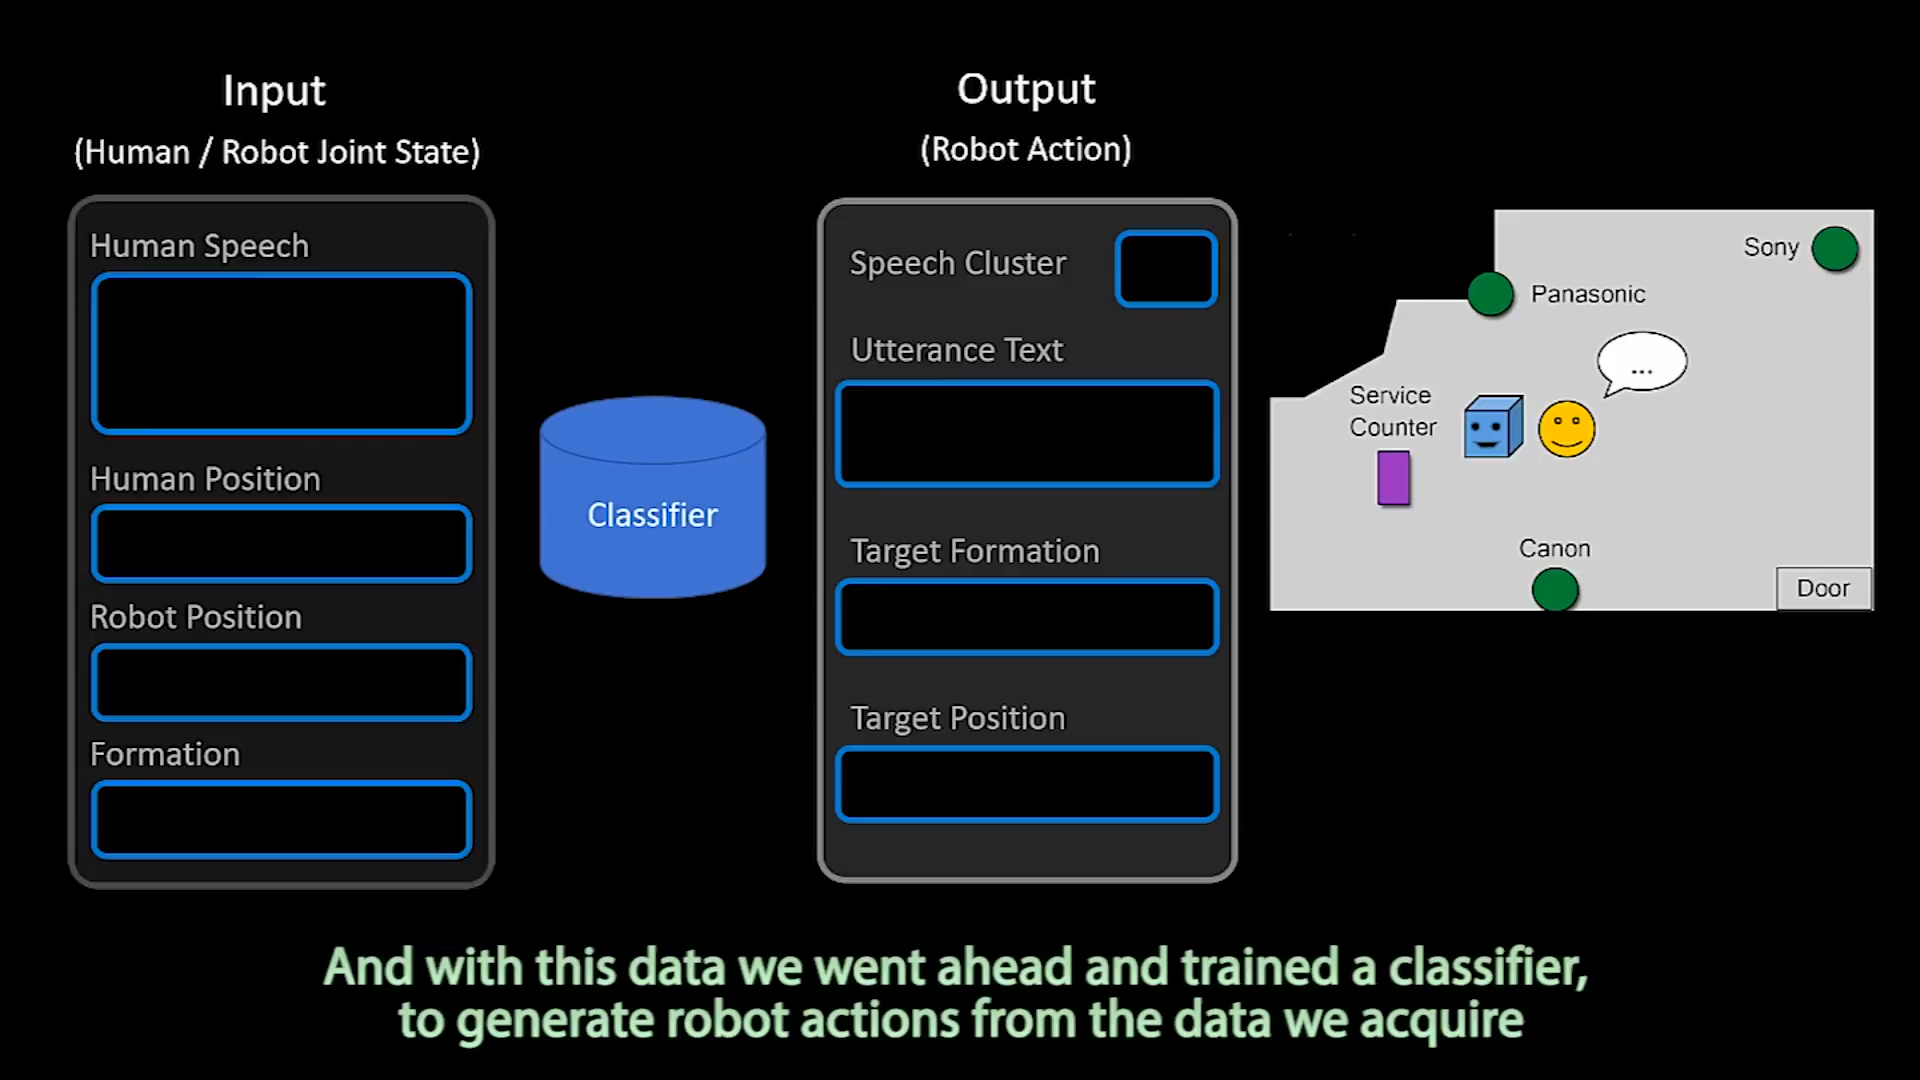 Input
(Human / Robot Joint State)
Human Speech
Human Position
Robot Position
Formation
Classifier
Output
(Robot Action)
Speech Cluster
Utterance Text
Target Formation
Target Position
Sony
Panasonic
...
Service
Counter
Canon
Door
And with this data we went ahead and trained a classifier,
to generate robot actions from the data we acquire